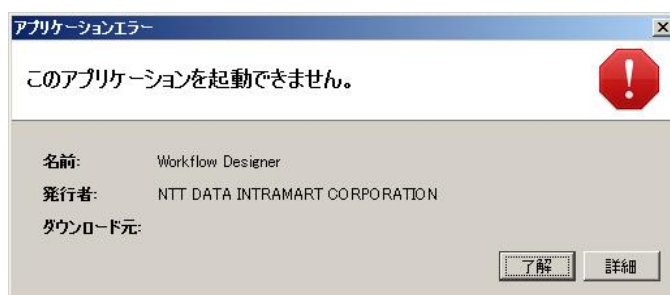 アプリケーションエラー
このアプリケーションを起動できません。
名前: Workflow Designer
発行者: NTT DATA INTRAMART CORPORATION
ダウンロード元:
了解 詳細